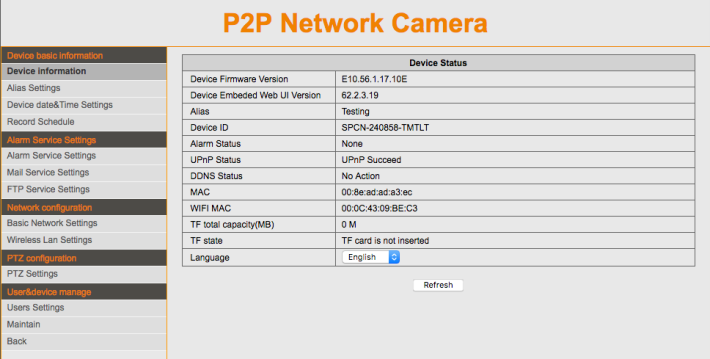 P2P Network Camera
Device basic information
Device information
Alias Settings
Device date&Time Settings
Record Schedule
Alarm Service Settings
Alarm Service Settings
Mail Service Settings
FTP Service Settings
Network configuration
Basic Network Settings
Wireless Lan Settings
PTZ configuration
PTZ Settings
User&device manage
Users Settings
Maintain
Back
Device Status
Device Firmware Version E10.56.1.17.10E
Device Embeded Web UI Version 62.2.3.19
Alias Testing
Device ID SPCN-240858-TMTLT
Alarm Status None
UPnP Status UPnP Succeed
DDNS Status No Action
MAC 00:8e:ad:ad:a3:ec
WIFI MAC 00:0C:43:09:BE:C3
TF total capacity(MB) 0 M
TF state TF card is not inserted
Language English
Refresh